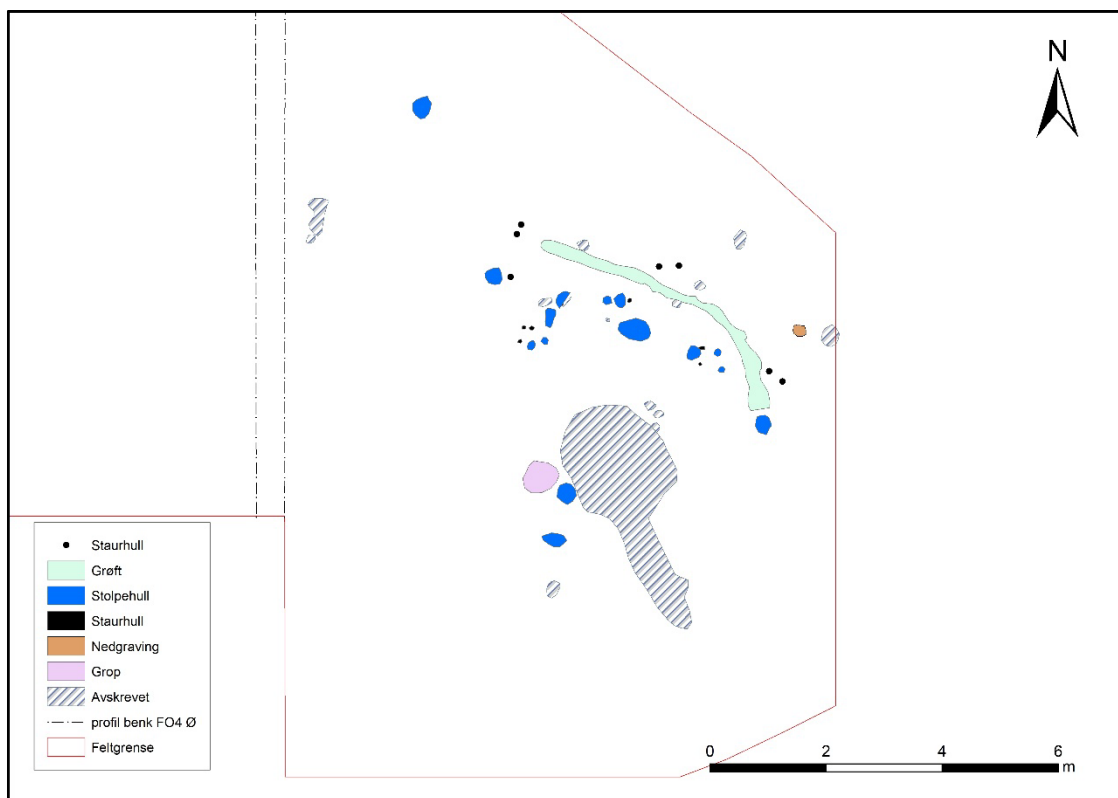 N
Staurhull
Grøft
Stolpehull
Staurhull
Nedgraving
Grop
Avskrevet
profil benk FO4 Ø
Feltgrense
0 2 4 6
m